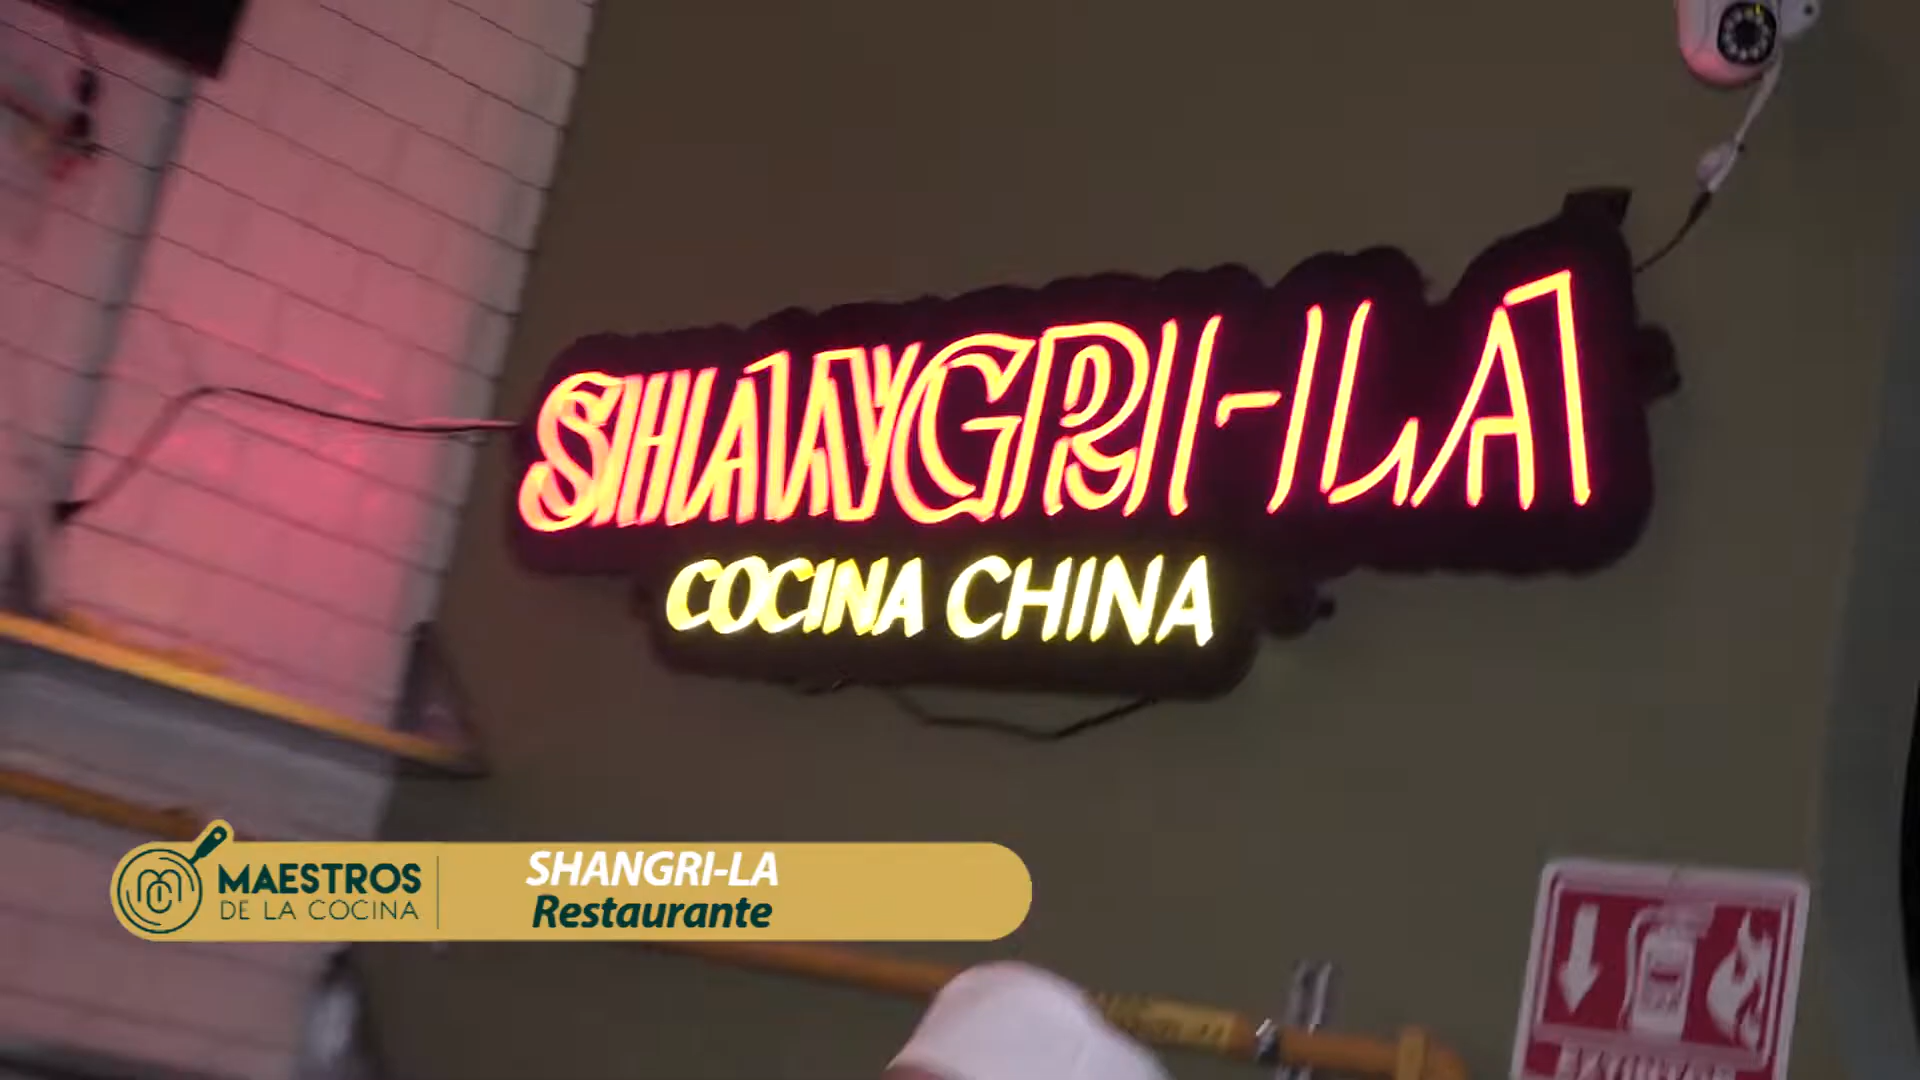 SHANGRI-LA
COCINA CHINA
MAESTROS
DE LA COCINA
SHANGRI-LA
Restaurante